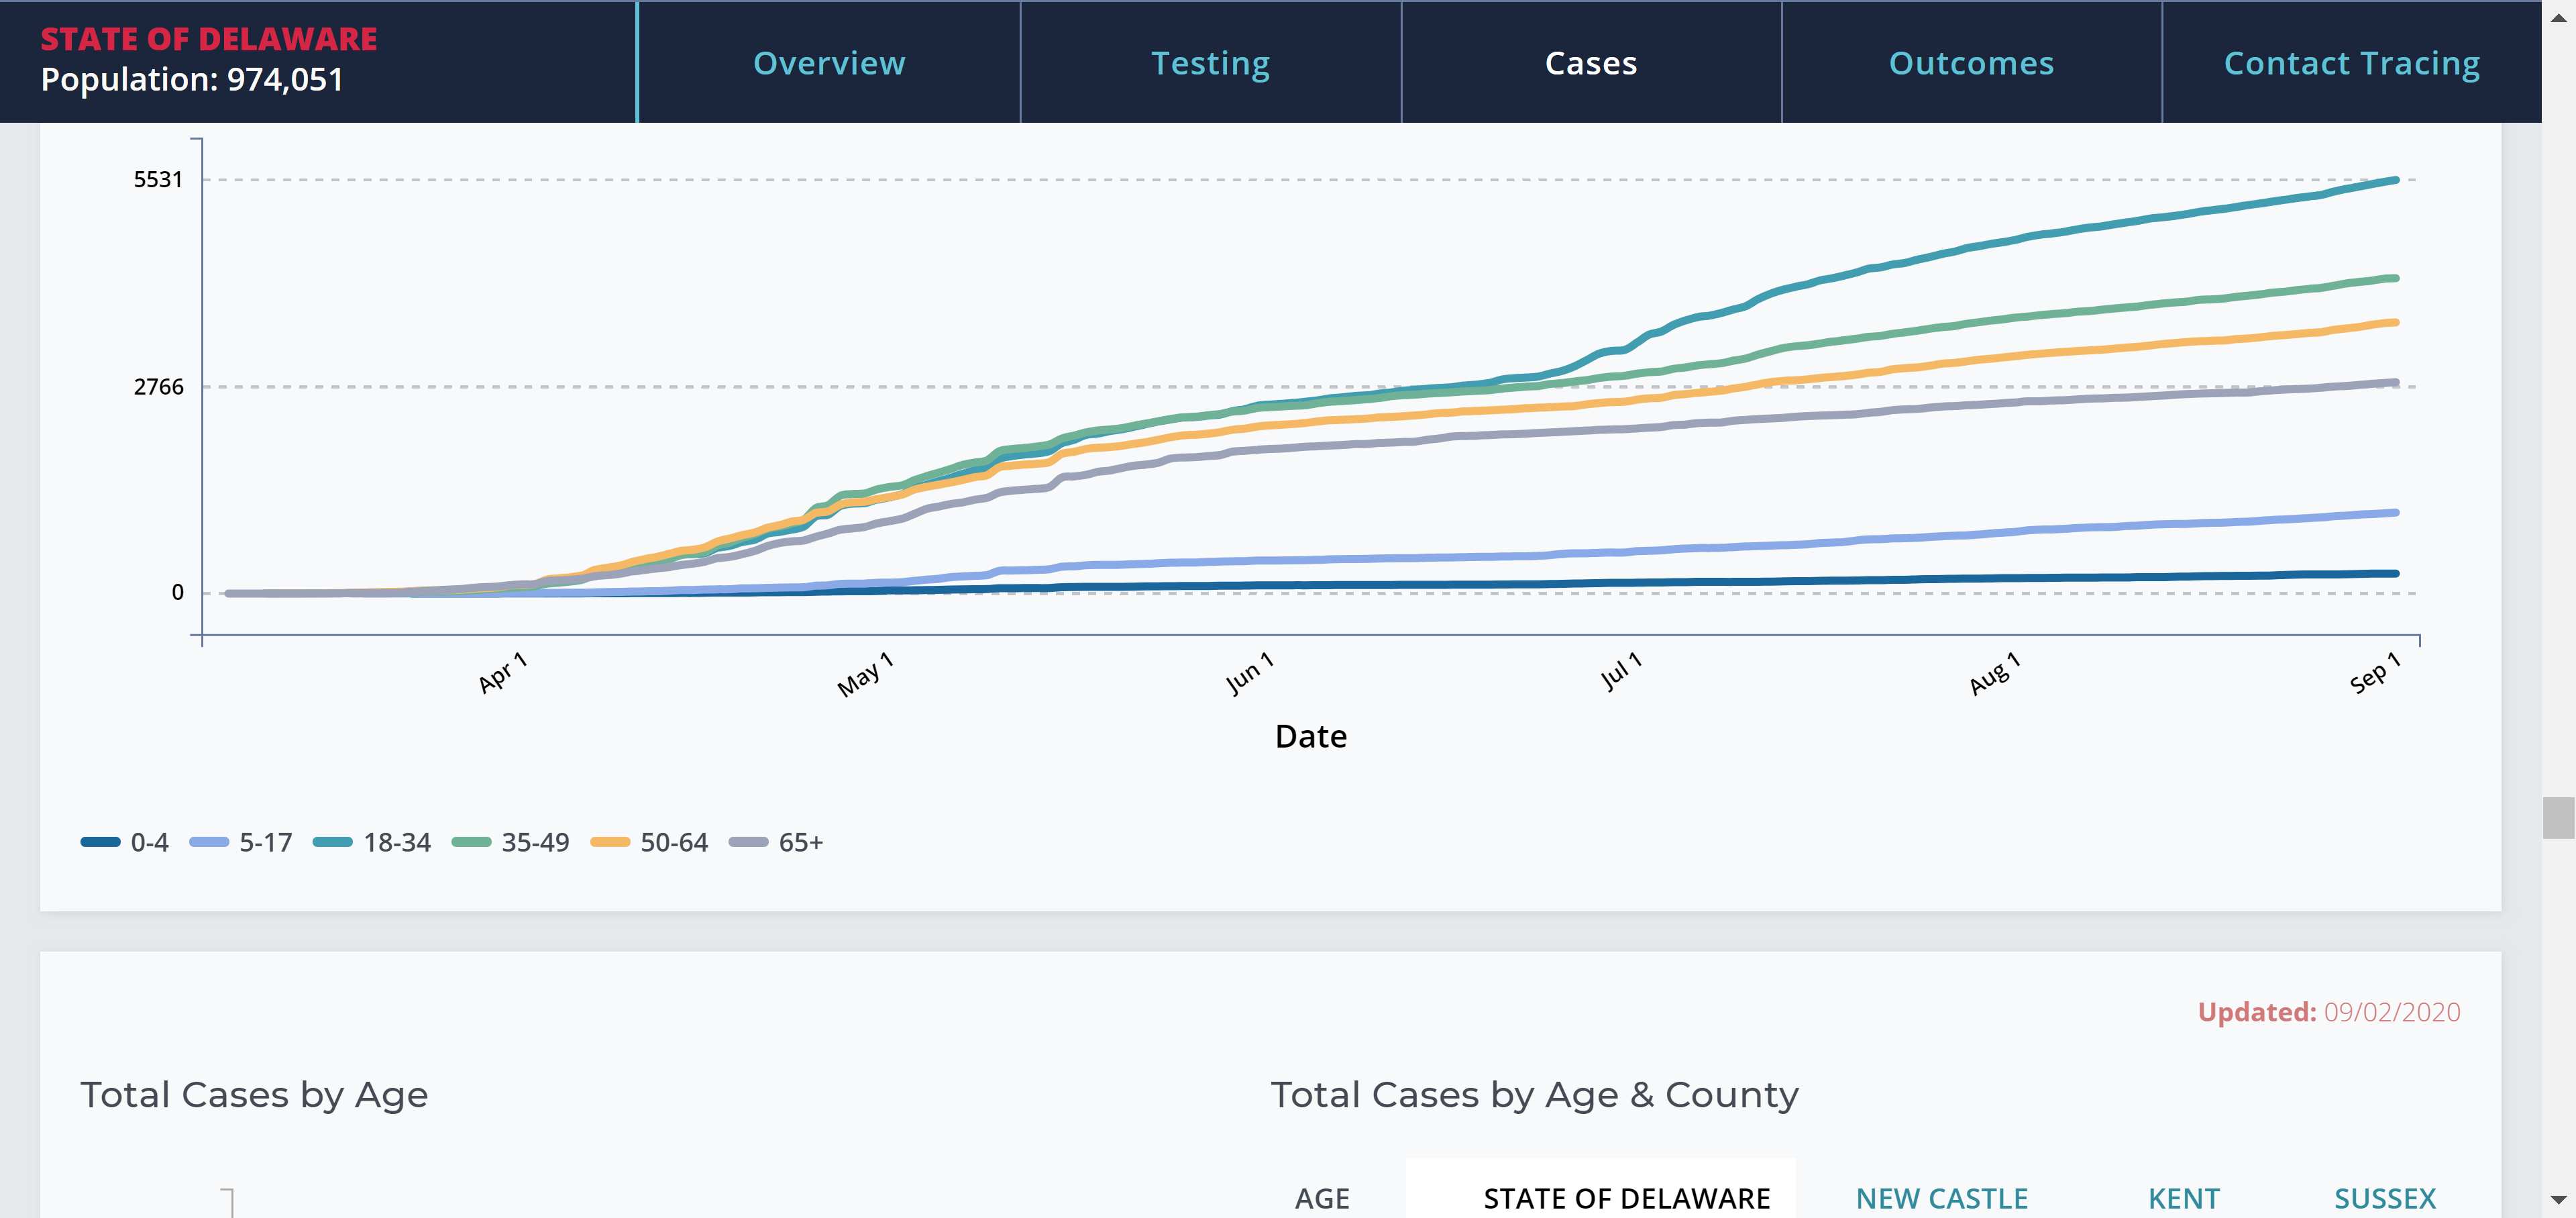 STATE OF DELAWARE
Population: 974,051
Overview
Testing
Cases
Outcomes
Contact Tracing
5531
2766
0
Apr 1
May 1
Jun 1
Jul 1
Aug 1
Sep 1
Date
0-4
5-17
18-34
35-49
50-64
65+
Updated: 09/02/2020
Total Cases by Age
Total Cases by Age & County
AGE
STATE OF DELAWARE
NEW CASTLE
KENT
SUSSEX